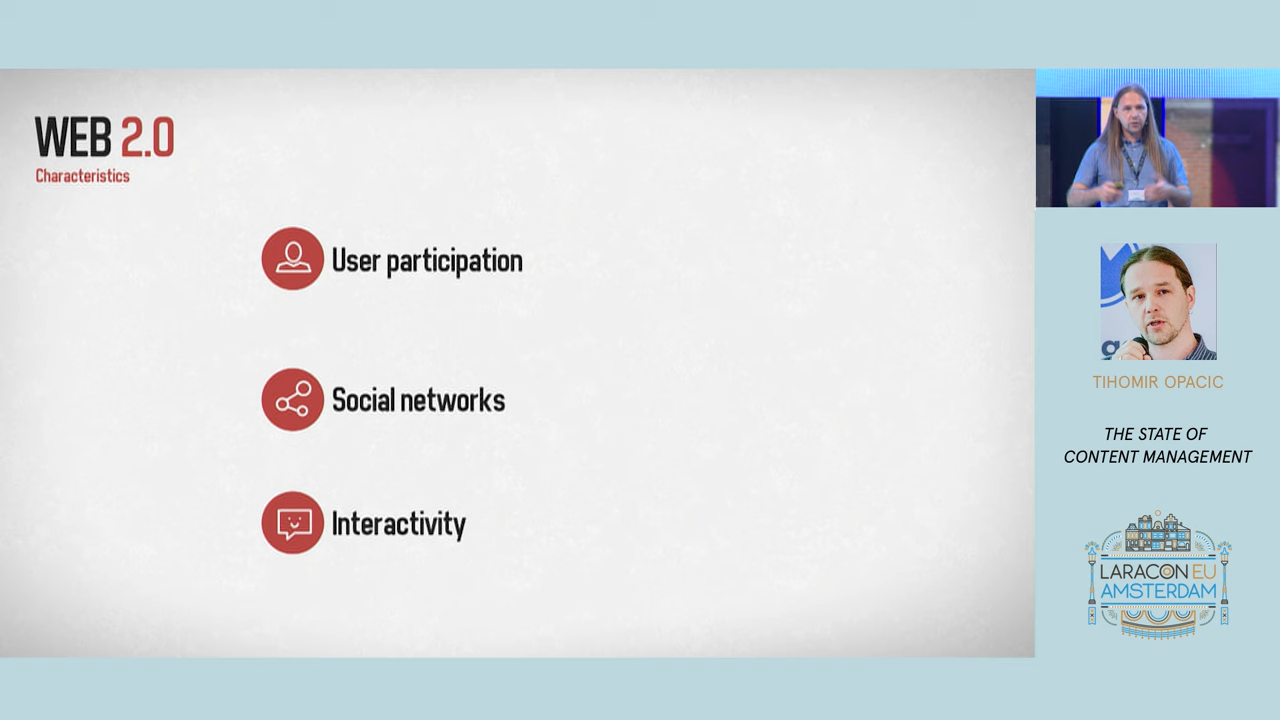 WEB 2.0
Characteristics
User participation
Social networks
Interactivity
TIHOMIR OPACIC
THE STATE OF
CONTENT MANAGEMENT
LARACON EU
AMSTERDAM